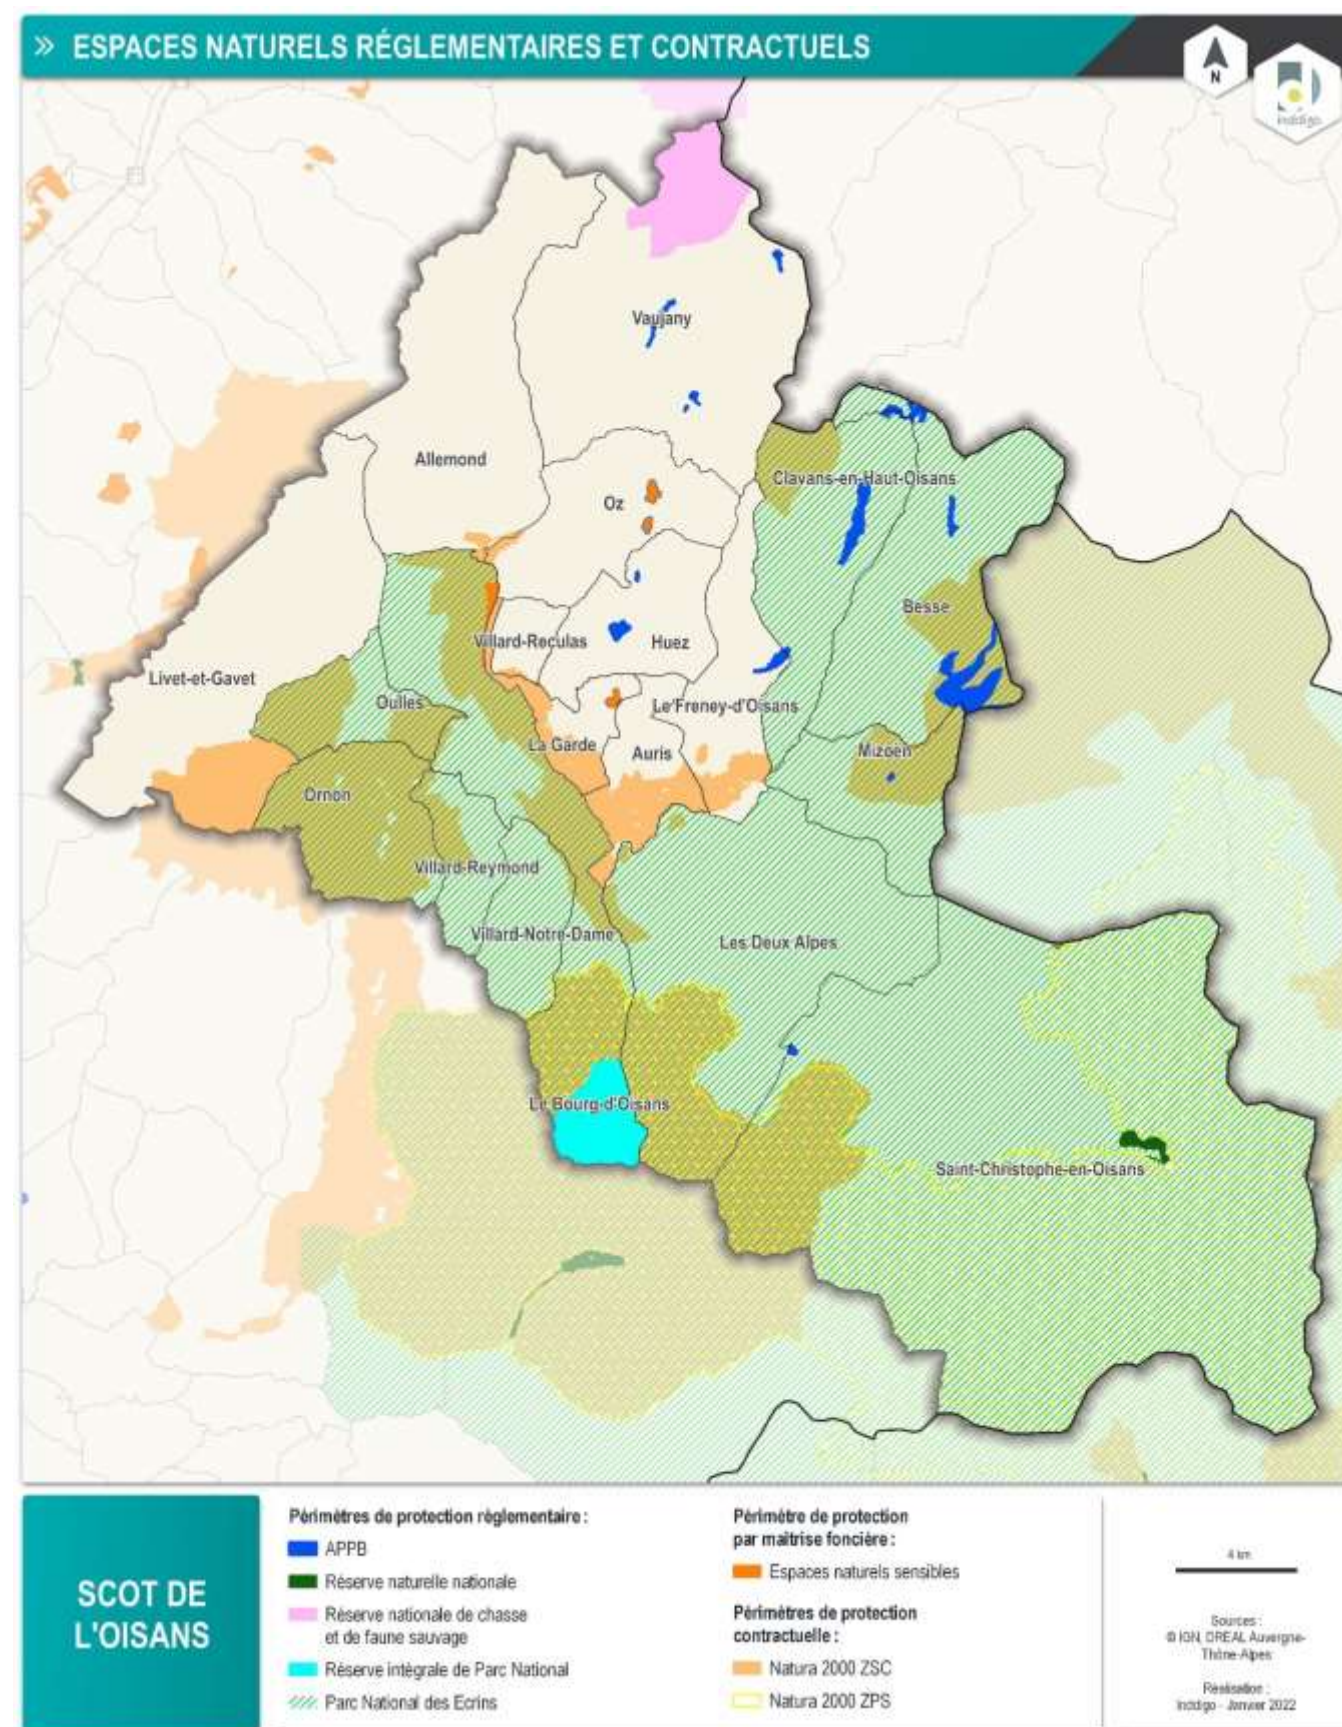 » ESPACES NATURELS RÉGLEMENTAIRES ET CONTRACTUELS
N
inddigo
Vaujany
Allemond
Clavans-en-Haut-Oisans
Oz
Besse
Villard-Reculas
Huez
Livet-et-Gavet
Oulles
Le Freney-d'Oisans
La Garde
Auris
Mizoën
Ornon
Villard-Reymond
Villard-Notre-Dame
Les Deux Alpes
Le Bourg-d'Oisans
Saint-Christophe-en-Oisans
SCOT DE
L'OISANS
Périmètres de protection règlementaire :
APPB
Réserve naturelle nationale
Réserve nationale de chasse
et de faune sauvage
Réserve intégrale de Parc National
Parc National des Ecrins
Périmètre de protection
par maîtrise foncière :
Espaces naturels sensibles
Périmètres de protection
contractuelle :
Natura 2000 ZSC
Natura 2000 ZPS
4 km
Sources :
© IGN, DREAL Auvergne-
Rhône-Alpes
Réalisation :
Inddigo - Janvier 2022